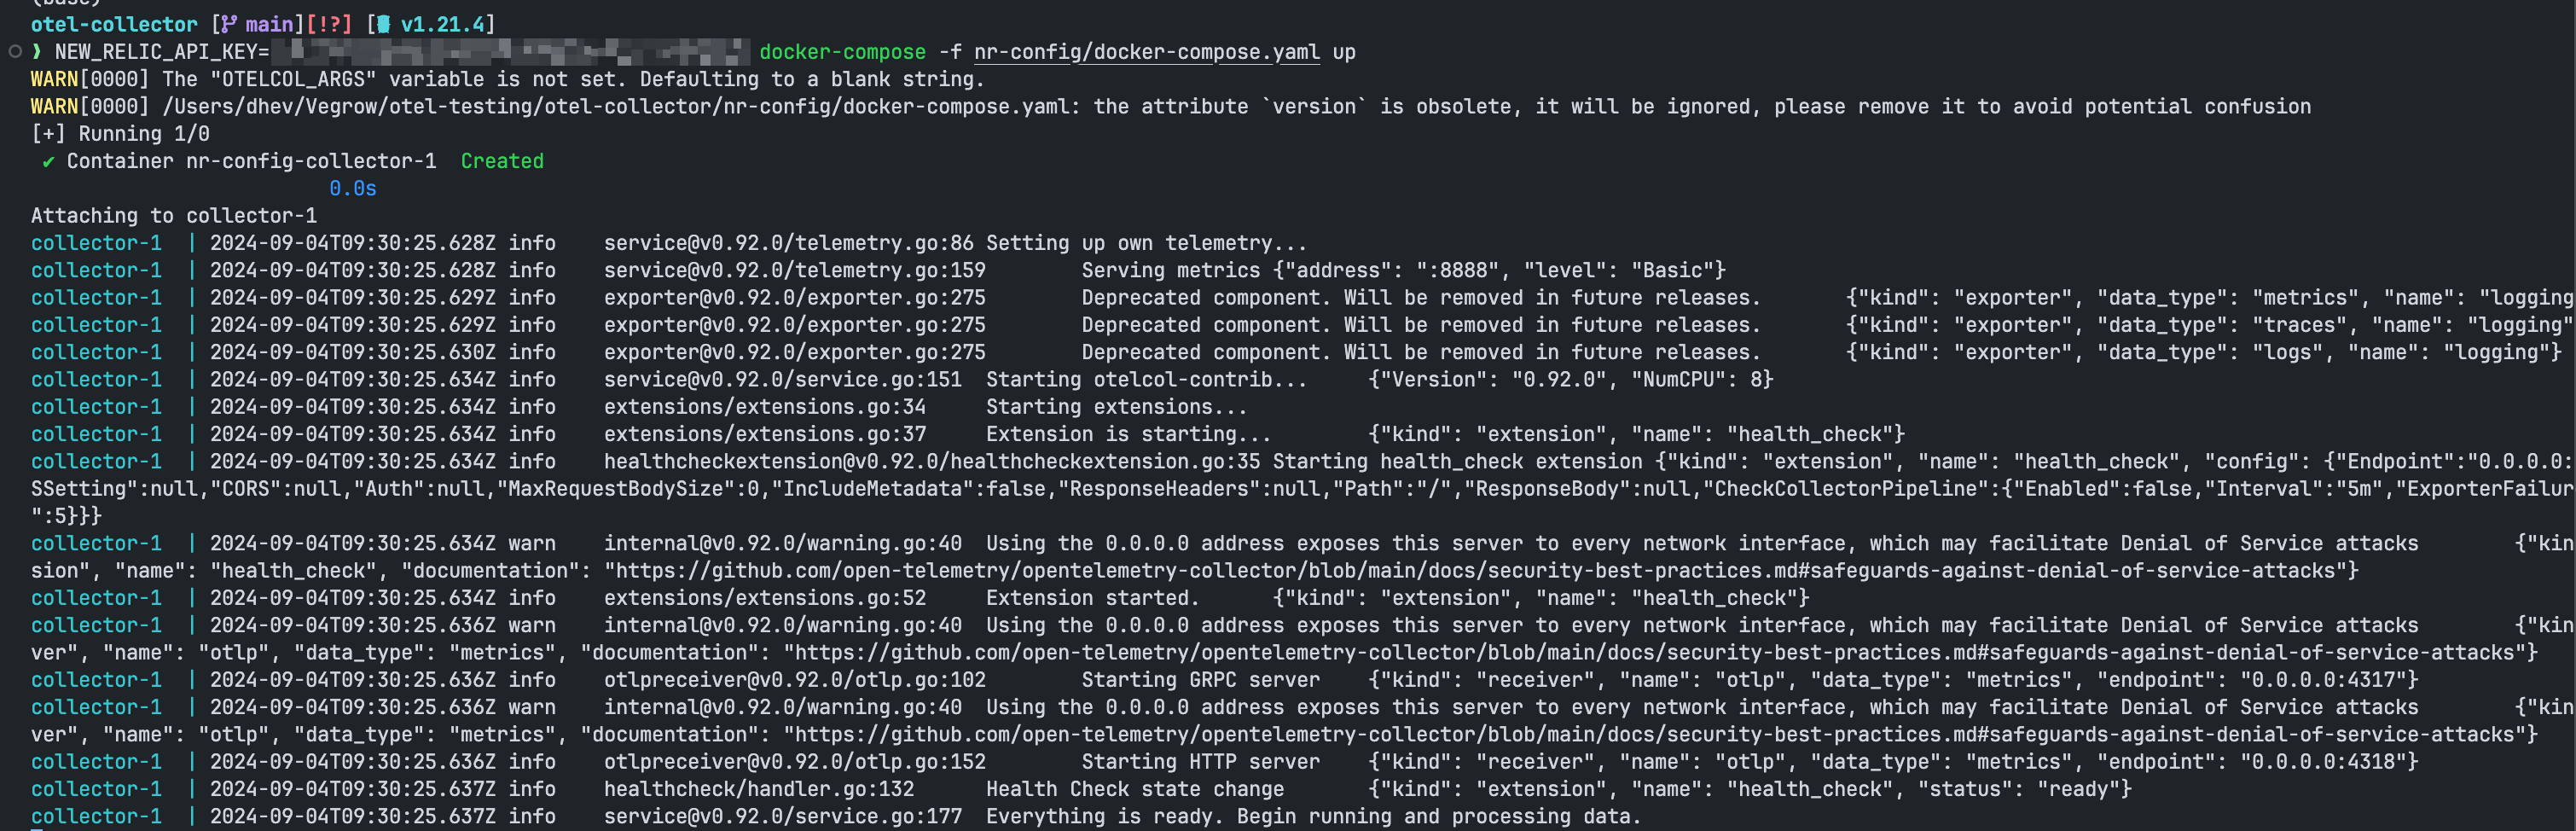 (base)
otel-collector [ main][!?] [ v1.21.4]
❯ NEW_RELIC_API_KEY= docker-compose -f nr-config/docker-compose.yaml up
WARN[0000] The "OTELCOL_ARGS" variable is not set. Defaulting to a blank string.
WARN[0000] /Users/dhev/Vegrow/otel-testing/otel-collector/nr-config/docker-compose.yaml: the attribute `version` is obsolete, it will be ignored, please remove it to avoid potential confusion
[+] Running 1/0
✔ Container nr-config-collector-1  Created
0.0s
Attaching to collector-1
collector-1  | 2024-09-04T09:30:25.628Z info    service@v0.92.0/telemetry.go:86 Setting up own telemetry...
collector-1  | 2024-09-04T09:30:25.628Z info    service@v0.92.0/telemetry.go:159        Serving metrics {"address": ":8888", "level": "Basic"}
collector-1  | 2024-09-04T09:30:25.629Z info    exporter@v0.92.0/exporter.go:275        Deprecated component. Will be removed in future releases.       {"kind": "exporter", "data_type": "metrics", "name": "logging
collector-1  | 2024-09-04T09:30:25.629Z info    exporter@v0.92.0/exporter.go:275        Deprecated component. Will be removed in future releases.       {"kind": "exporter", "data_type": "traces", "name": "logging"
collector-1  | 2024-09-04T09:30:25.630Z info    exporter@v0.92.0/exporter.go:275        Deprecated component. Will be removed in future releases.       {"kind": "exporter", "data_type": "logs", "name": "logging"}
collector-1  | 2024-09-04T09:30:25.634Z info    service@v0.92.0/service.go:151  Starting otelcol-contrib...     {"Version": "0.92.0", "NumCPU": 8}
collector-1  | 2024-09-04T09:30:25.634Z info    extensions/extensions.go:34     Starting extensions...
collector-1  | 2024-09-04T09:30:25.634Z info    extensions/extensions.go:37     Extension is starting...        {"kind": "extension", "name": "health_check"}
collector-1  | 2024-09-04T09:30:25.634Z info    healthcheckextension@v0.92.0/healthcheckextension.go:35 Starting health_check extension {"kind": "extension", "name": "health_check", "config": {"Endpoint":"0.0.0.0:
SSetting":null,"CORS":null,"Auth":null,"MaxRequestBodySize":0,"IncludeMetadata":false,"ResponseHeaders":null,"Path":"/","ResponseBody":null,"CheckCollectorPipeline":{"Enabled":false,"Interval":"5m","ExporterFailur
":5}}}
collector-1  | 2024-09-04T09:30:25.634Z warn    internal@v0.92.0/warning.go:40  Using the 0.0.0.0 address exposes this server to every network interface, which may facilitate Denial of Service attacks        {"kin
sion", "name": "health_check", "documentation": "https://github.com/open-telemetry/opentelemetry-collector/blob/main/docs/security-best-practices.md#safeguards-against-denial-of-service-attacks"}
collector-1  | 2024-09-04T09:30:25.634Z info    extensions/extensions.go:52     Extension started.      {"kind": "extension", "name": "health_check"}
collector-1  | 2024-09-04T09:30:25.636Z warn    internal@v0.92.0/warning.go:40  Using the 0.0.0.0 address exposes this server to every network interface, which may facilitate Denial of Service attacks        {"kin
ver", "name": "otlp", "data_type": "metrics", "documentation": "https://github.com/open-telemetry/opentelemetry-collector/blob/main/docs/security-best-practices.md#safeguards-against-denial-of-service-attacks"}
collector-1  | 2024-09-04T09:30:25.636Z info    otlpreceiver@v0.92.0/otlp.go:102        Starting GRPC server    {"kind": "receiver", "name": "otlp", "data_type": "metrics", "endpoint": "0.0.0.0:4317"}
collector-1  | 2024-09-04T09:30:25.636Z warn    internal@v0.92.0/warning.go:40  Using the 0.0.0.0 address exposes this server to every network interface, which may facilitate Denial of Service attacks        {"kin
ver", "name": "otlp", "data_type": "metrics", "documentation": "https://github.com/open-telemetry/opentelemetry-collector/blob/main/docs/security-best-practices.md#safeguards-against-denial-of-service-attacks"}
collector-1  | 2024-09-04T09:30:25.636Z info    otlpreceiver@v0.92.0/otlp.go:152        Starting HTTP server    {"kind": "receiver", "name": "otlp", "data_type": "metrics", "endpoint": "0.0.0.0:4318"}
collector-1  | 2024-09-04T09:30:25.637Z info    healthcheck/handler.go:132      Health Check state change       {"kind": "extension", "name": "health_check", "status": "ready"}
collector-1  | 2024-09-04T09:30:25.637Z info    service@v0.92.0/service.go:177  Everything is ready. Begin running and processing data.